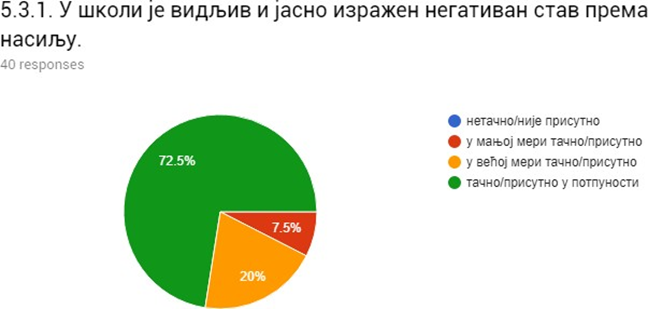 5.3.1. У школи је видљив и јасно изражен негативан став према
насиљу.
40 responses
72.5%
7.5%
20%
нетачно/није присутно
у мањој мери тачно/присутно
у већој мери тачно/присутно
тачно/присутно у потпуности